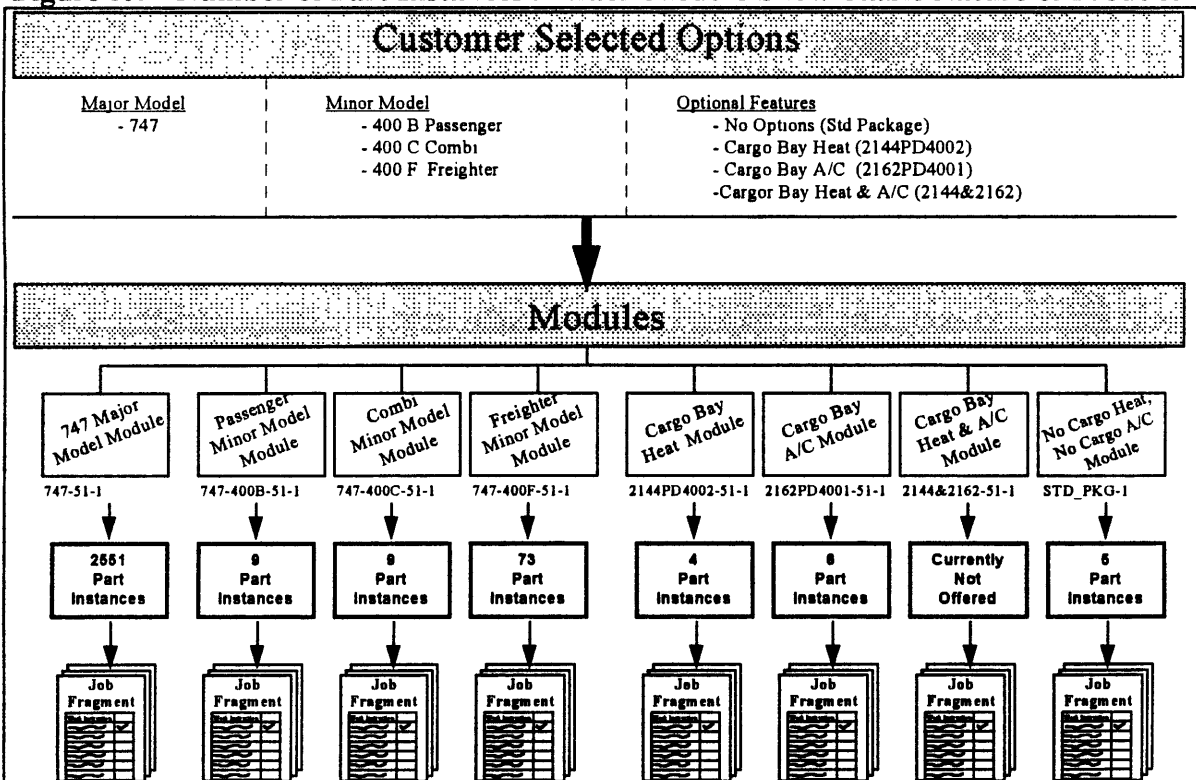 Customer Selected Options
Major Model
- 747
Minor Model
- 400 B Passenger
- 400 C Combi
- 400 F Freighter
Optional Features
- No Options (Std Package)
- Cargo Bay Heat (2144PD4002)
- Cargo Bay A/C (2162PD4001)
-Cargor Bay Heat & A/C (2144&2162)
Modules
747 Major
Model Module
Passenger
Minor Model
Module
Combi
Minor Model
Module
Freighter
Minor Model
Module
Cargo Bay
Heat Module
Cargo Bay
A/C Module
Cargo Bay
Heat & A/C
Module
No Cargo Heat,
No Cargo A/C
Module
747-51-1
747-400B-51-1
747-400C-51-1
747-400F-51-1
2144PD4002-51-1
2162PD4001-51-1
2144&2162-51-1
STD_PKG-1
2551
Part
Instances
9
Part
Instances
9
Part
Instances
73
Part
Instances
4
Part
Instances
Part
Instances
Currently
Not
Offered
5
Part
Instances
Job
Fragment
Job
Fragment
Job
Fragment
Job
Fragment
Job
Fragment
Job
Fragment
Job
Fragment
Job
Fragment